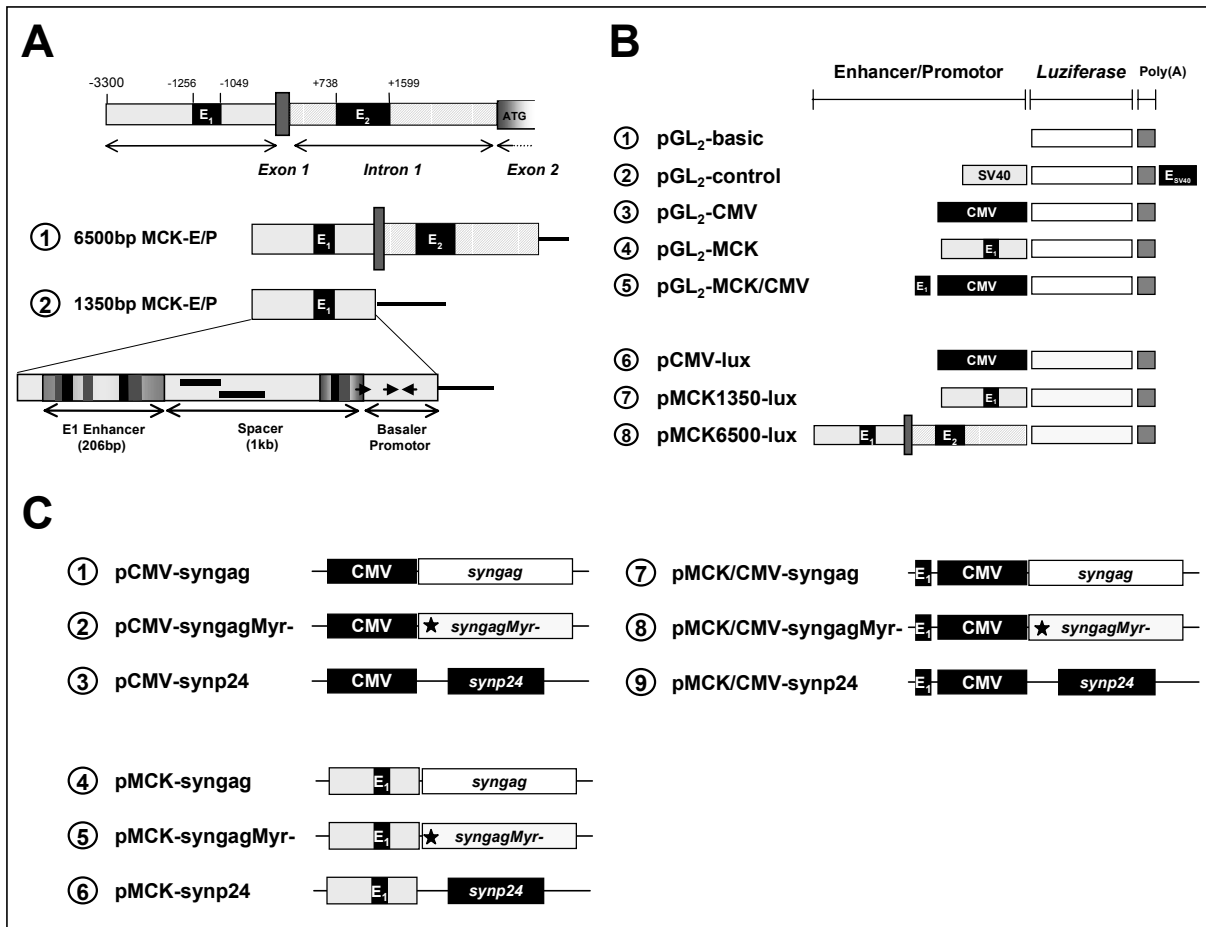 A
-3300 -1256 -1049 +738 +1599
E1 E2 ATG
Exon 1 Intron 1 Exon 2
1 6500bp MCK-E/P E1 E2
2 1350bp MCK-E/P E1
E1 Enhancer (206bp)
Spacer (1kb)
Basaler Promotor
B
Enhancer/Promotor Luziferase Poly(A)
1 pGL2-basic
2 pGL2-control SV40 ESV40
3 pGL2-CMV CMV
4 pGL2-MCK E1
5 pGL2-MCK/CMV E1 CMV
6 pCMV-lux CMV
7 pMCK1350-lux E1
8 pMCK6500-lux E1 E2
C
1 pCMV-syngag CMV syngag
2 pCMV-syngagMyr- CMV ★ syngagMyr-
3 pCMV-synp24 CMV synp24
4 pMCK-syngag E1 syngag
5 pMCK-syngagMyr- E1 ★ syngagMyr-
6 pMCK-synp24 E1 synp24
7 pMCK/CMV-syngag E1 CMV syngag
8 pMCK/CMV-syngagMyr- E1 CMV ★ syngagMyr-
9 pMCK/CMV-synp24 E1 CMV synp24